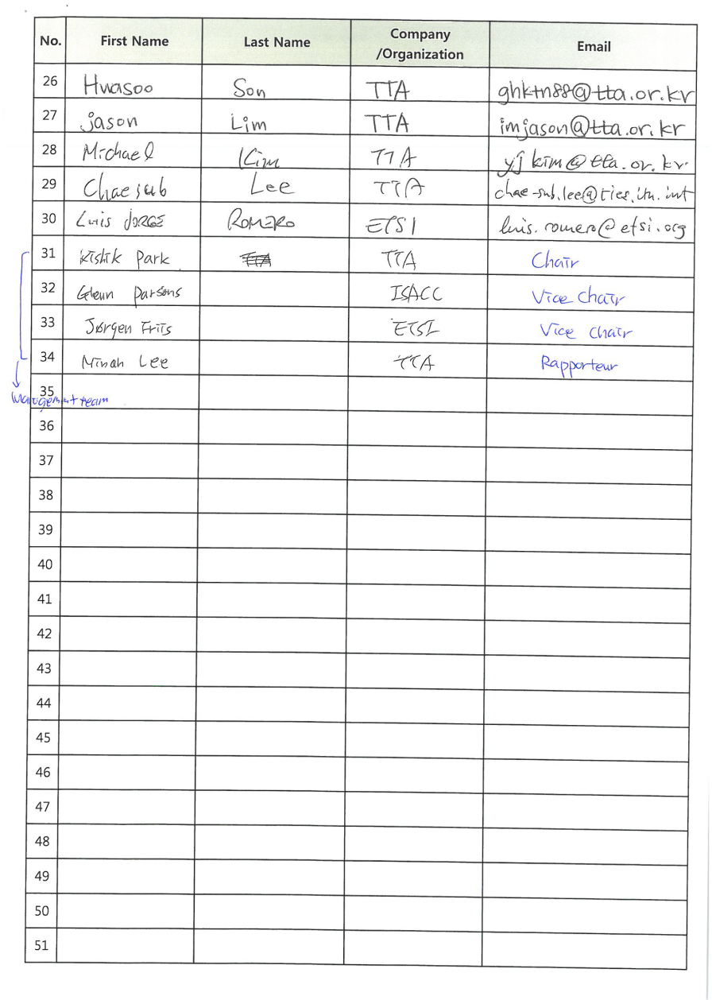 No. First Name Last Name Company /Organization Email
26 Hwasoo Son TTA ghktn88@tta.or.kr
27 jason Lim TTA imjason@tta.or.kr
28 Michael Kim TTA yjkim@tta.or.kr
29 Chaesub Lee TTA chae-sub.lee@ties.itu.int
30 Luis JORGE ROMERO ETSI luis.romero@etsi.org
31 Kishik Park TTA TTA Chair
32 Glenn Parsons ISACC Vice Chair
33 Jørgen Friis ETSI Vice Chair
34 Minah Lee TTA Rapporteur
35
Management team
36
37
38
39
40
41
42
43
44
45
46
47
48
49
50
51